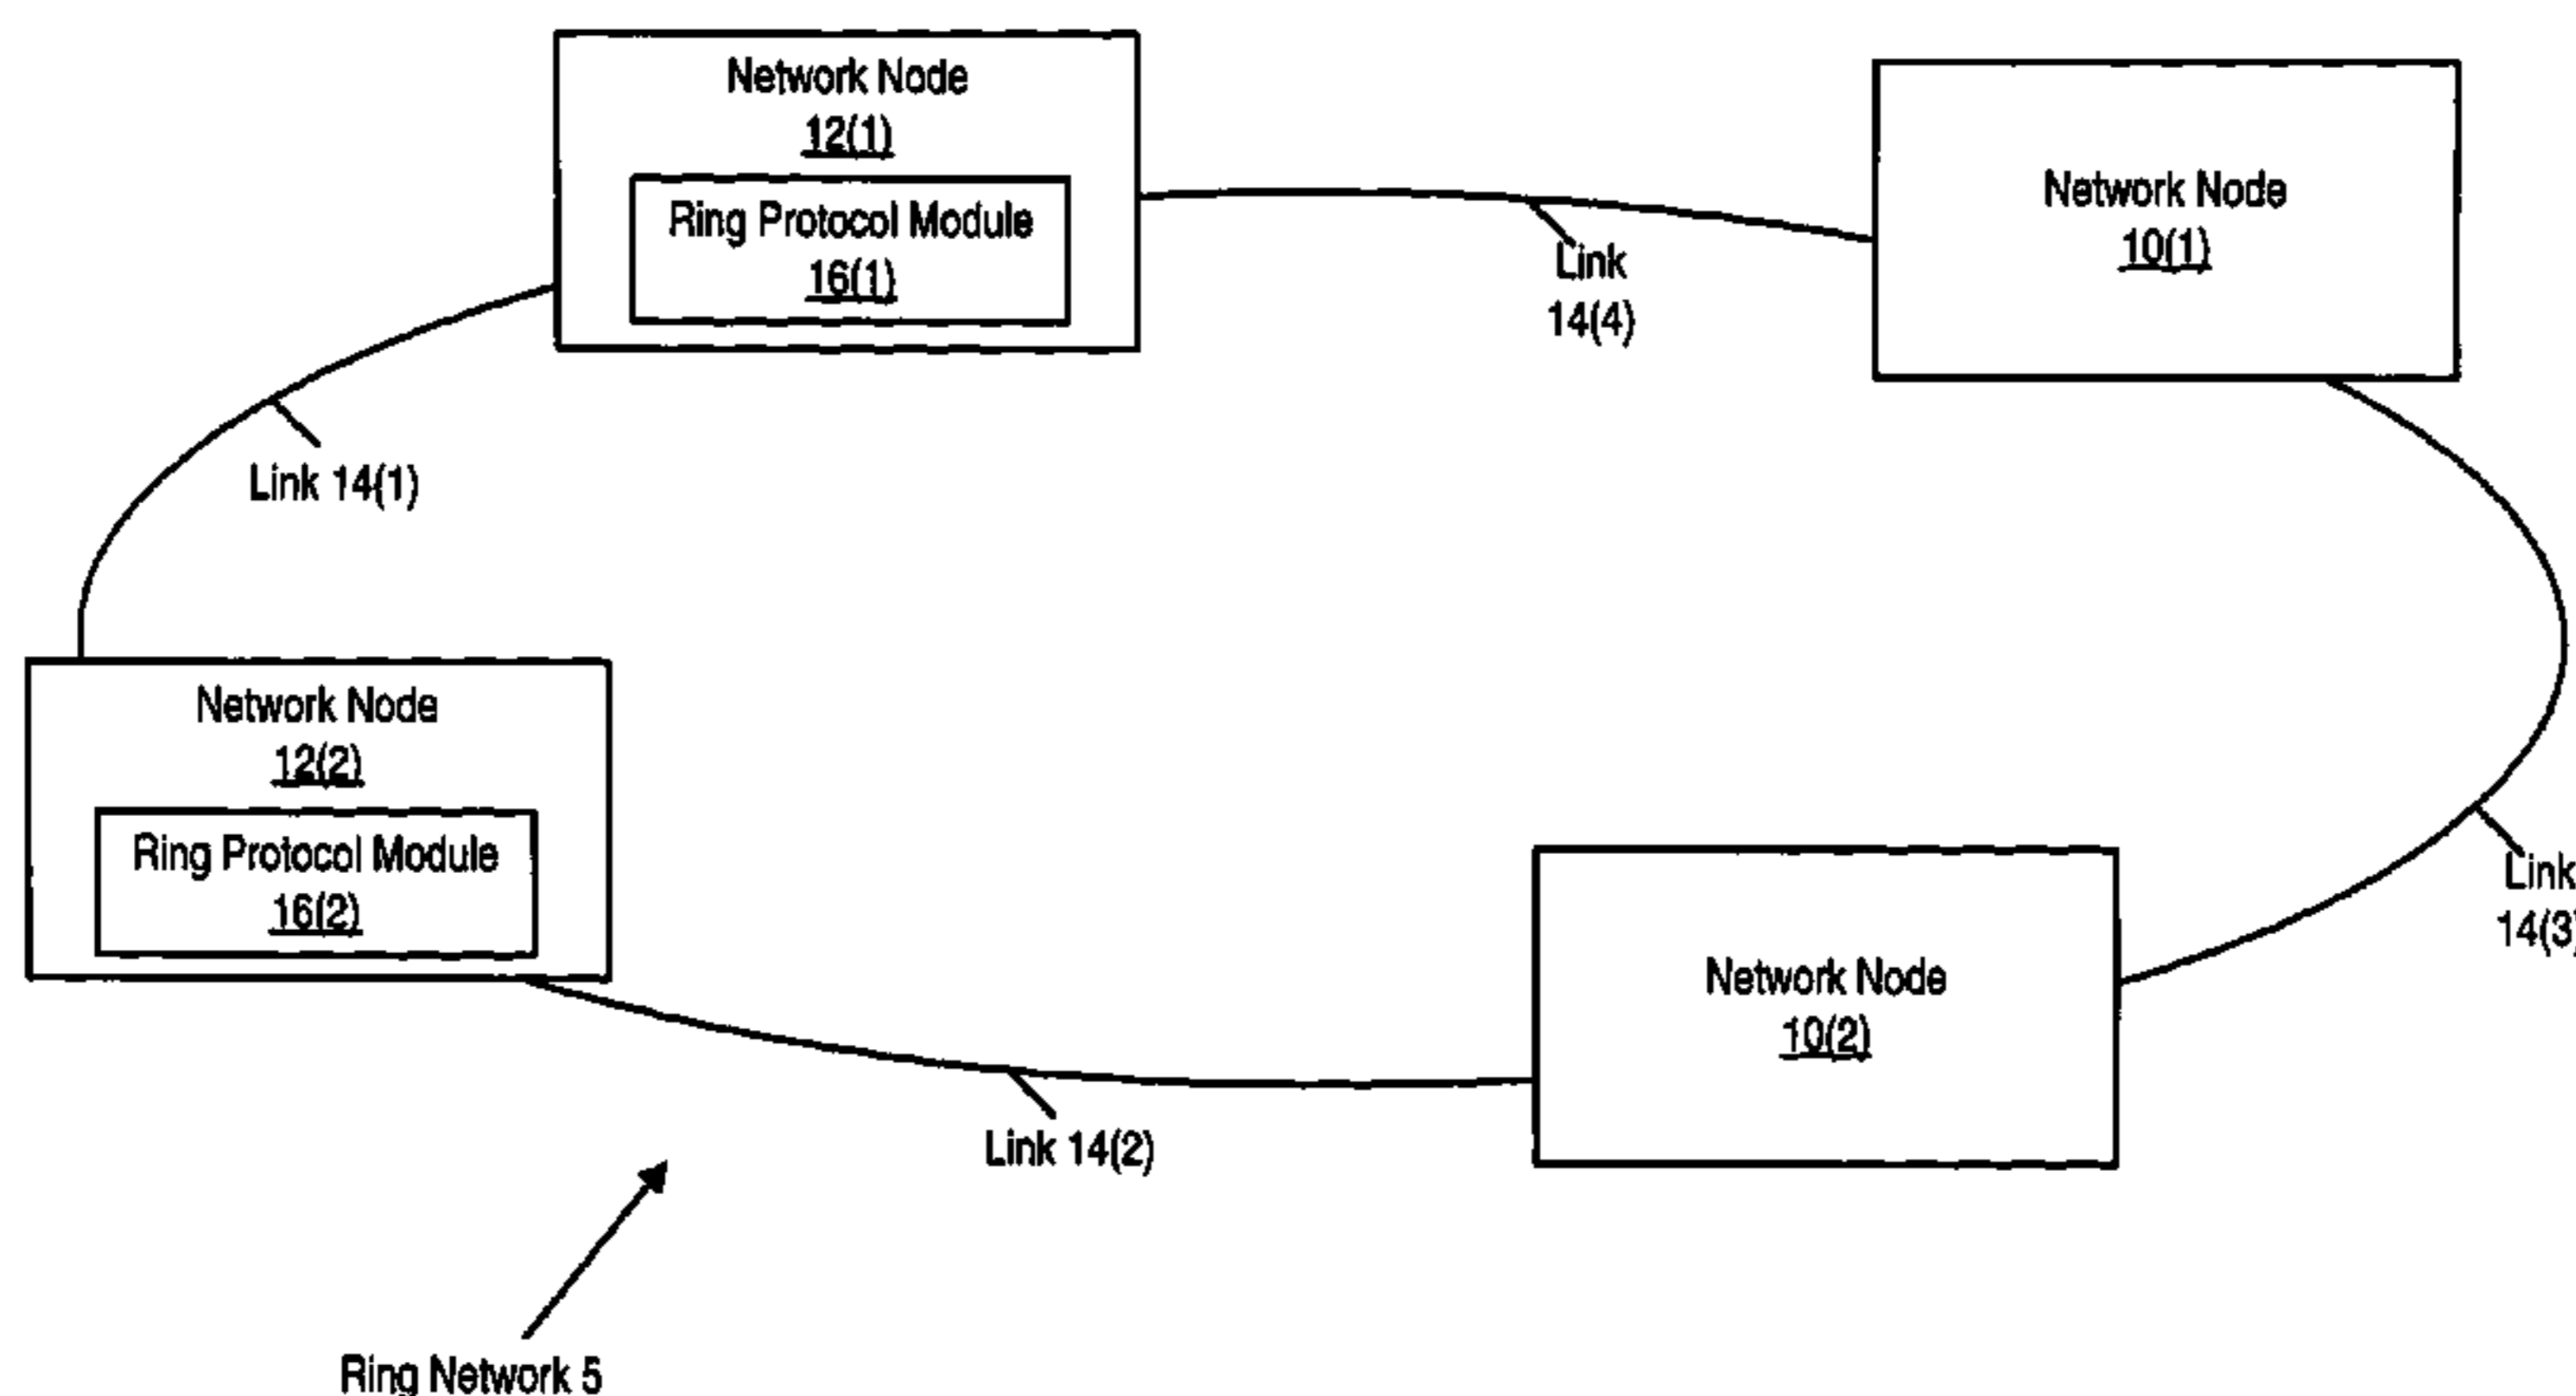 Network Node
12(1)
Ring Protocol Module
16(1)
Network Node
10(1)
Link
14(4)
Link 14(1)
Network Node
12(2)
Ring Protocol Module
16(2)
Link
14(3)
Network Node
10(2)
Link 14(2)
Ring Network 5